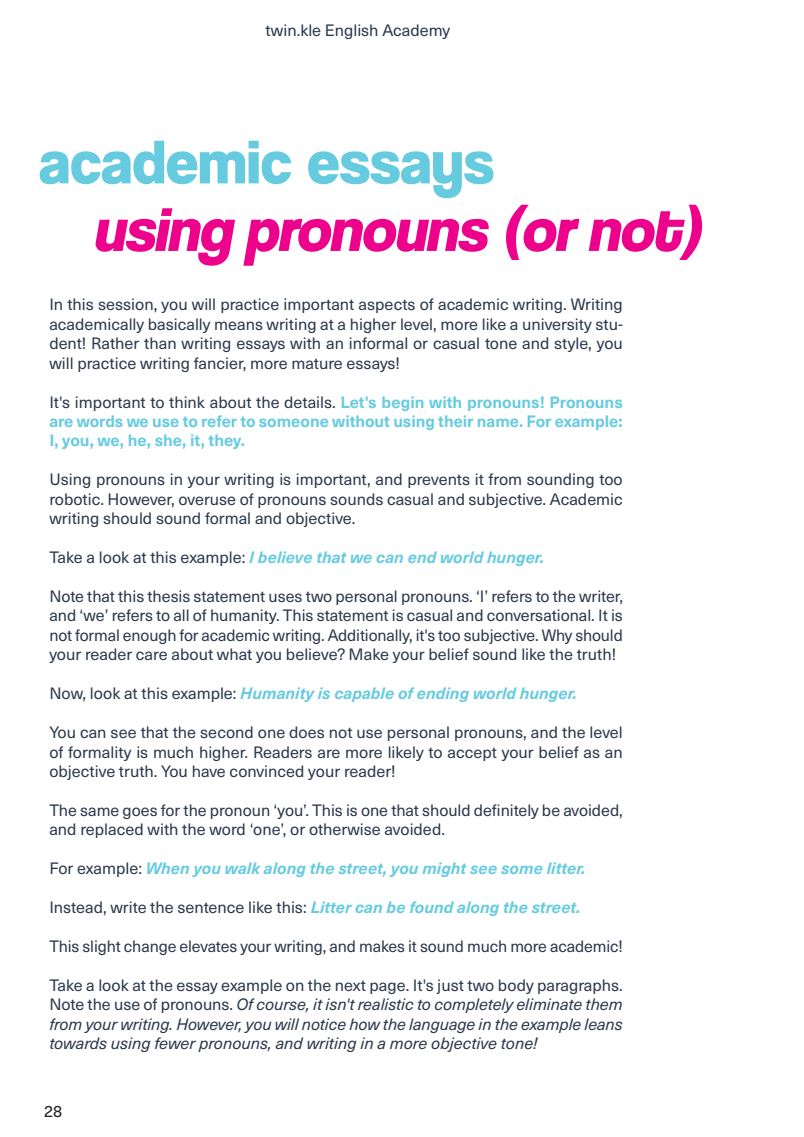 twin.kle English Academy
academic essays
using pronouns (or not)
In this session, you will practice important aspects of academic writing. Writing
academically basically means writing at a higher level, more like a university stu-
dent! Rather than writing essays with an informal or casual tone and style, you
will practice writing fancier, more mature essays!
It's important to think about the details. Let's begin with pronouns! Pronouns
are words we use to refer to someone without using their name. For example:
I, you, we, he, she, it, they.
Using pronouns in your writing is important, and prevents it from sounding too
robotic. However, overuse of pronouns sounds casual and subjective. Academic
writing should sound formal and objective.
Take a look at this example: I believe that we can end world hunger.
Note that this thesis statement uses two personal pronouns. ‘I’ refers to the writer,
and ‘we’ refers to all of humanity. This statement is casual and conversational. It is
not formal enough for academic writing. Additionally, it's too subjective. Why should
your reader care about what you believe? Make your belief sound like the truth!
Now, look at this example: Humanity is capable of ending world hunger.
You can see that the second one does not use personal pronouns, and the level
of formality is much higher. Readers are more likely to accept your belief as an
objective truth. You have convinced your reader!
The same goes for the pronoun ‘you’. This is one that should definitely be avoided,
and replaced with the word ‘one’, or otherwise avoided.
For example: When you walk along the street, you might see some litter.
Instead, write the sentence like this: Litter can be found along the street.
This slight change elevates your writing, and makes it sound much more academic!
Take a look at the essay example on the next page. It's just two body paragraphs.
Note the use of pronouns. Of course, it isn't realistic to completely eliminate them
from your writing. However, you will notice how the language in the example leans
towards using fewer pronouns, and writing in a more objective tone!
28